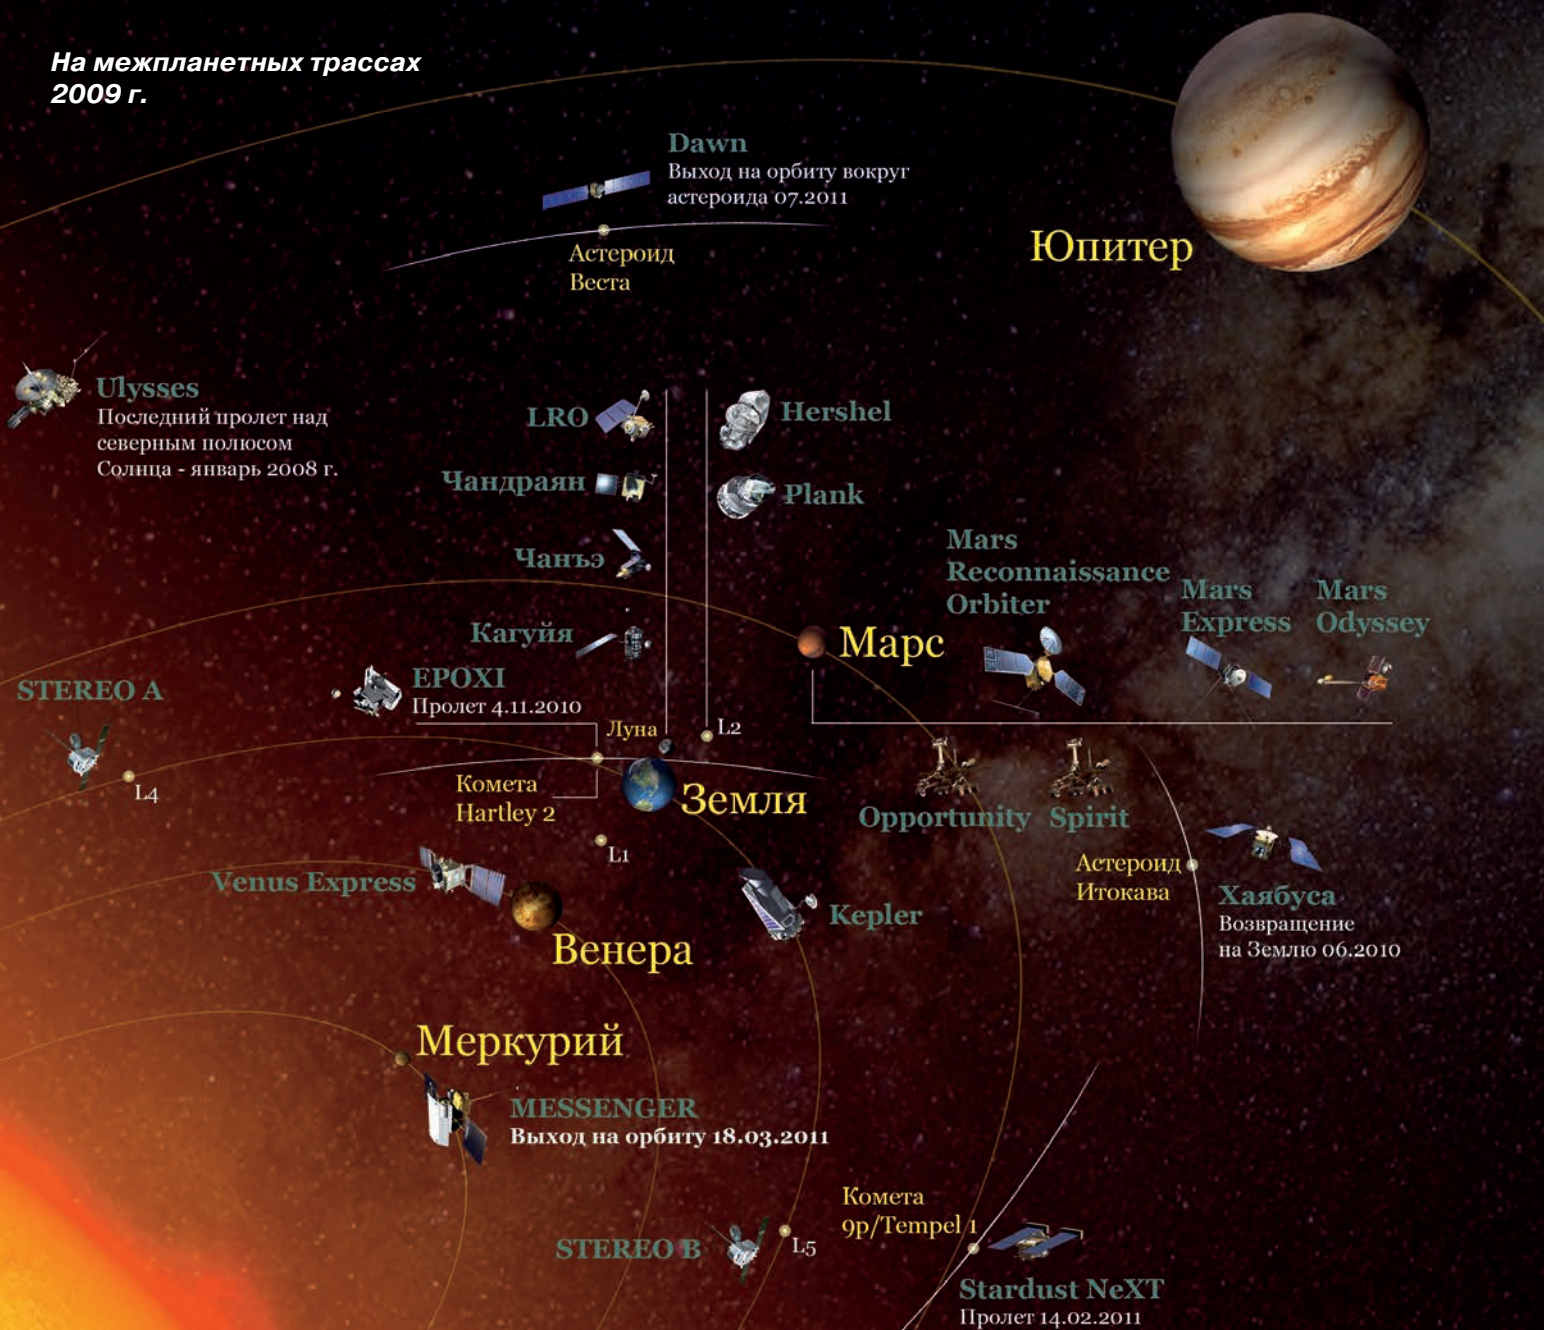 На межпланетных трассах
2009 г.
Dawn
Выход на орбиту вокруг
астероида 07.2011
Юпитер
Астероид
Веста
Ulysses
Последний пролет над
северным полюсом
Солнца - январь 2008 г.
LRO
Hershel
Чандраян
Plank
Чанъэ
Кагуйя
Mars
Reconnaissance
Orbiter
Mars
Express
Mars
Odyssey
Марс
STEREO A
EPOXI
Пролет 4.11.2010
Луна
L2
L4
Комета
Hartley 2
Земля
Opportunity
Spirit
L1
Астероид
Итокава
Venus Express
Kepler
Хаябуса
Возвращение
на Землю 06.2010
Венера
Меркурий
MESSENGER
Выход на орбиту 18.03.2011
Комета
9p/Tempel 1
STEREO B
L5
Stardust NeXT
Пролет 14.02.2011